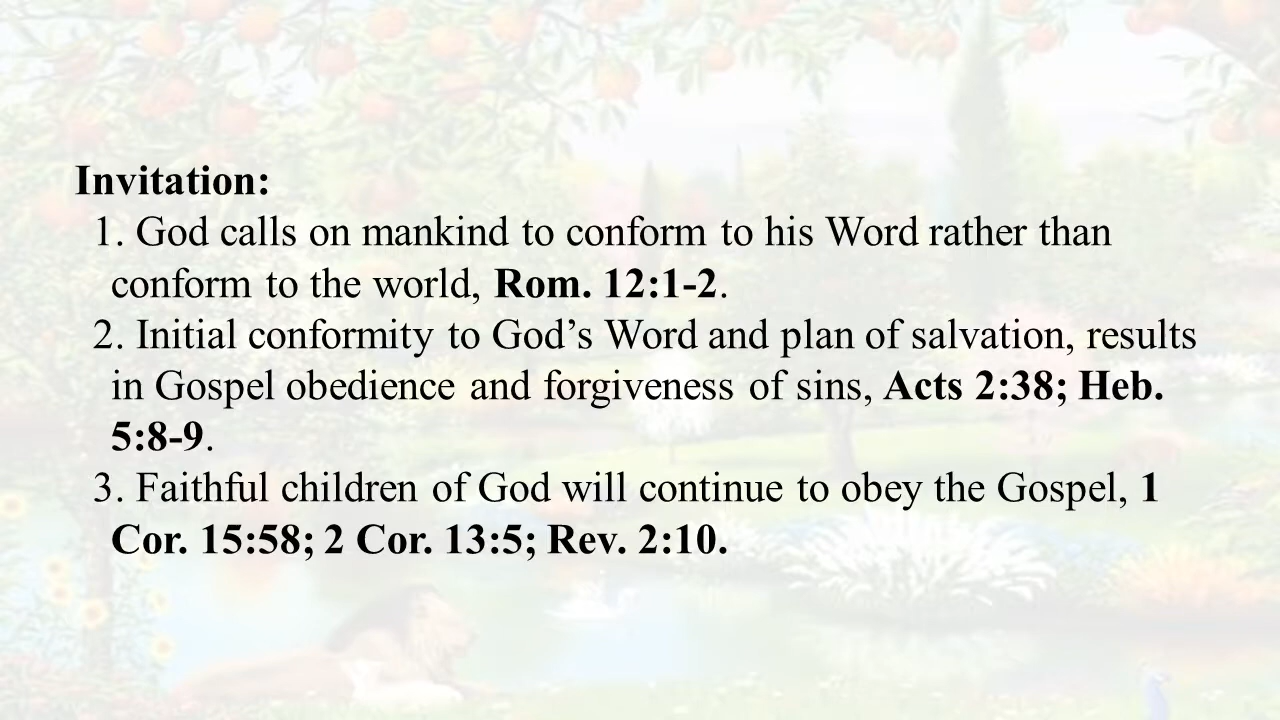 Invitation:
1. God calls on mankind to conform to his Word rather than
conform to the world, Rom. 12:1-2.
2. Initial conformity to God’s Word and plan of salvation, results
in Gospel obedience and forgiveness of sins, Acts 2:38; Heb.
5:8-9.
3. Faithful children of God will continue to obey the Gospel, 1
Cor. 15:58; 2 Cor. 13:5; Rev. 2:10.